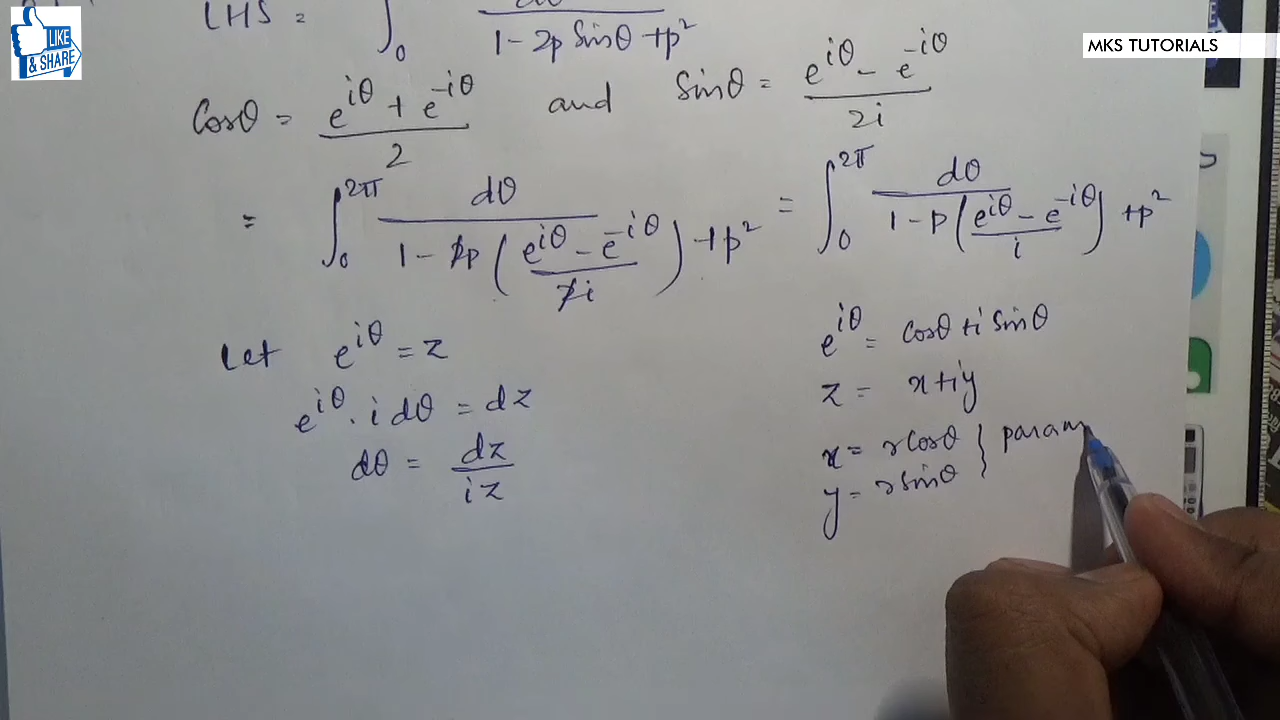 LIKE
& SHARE
MKS TUTORIALS
LHS = ∫₀ dθ / (1 - 2p Sinθ + p²)
Cosθ = (e^{iθ} + e^{-iθ}) / 2 and Sinθ = (e^{iθ} - e^{-iθ}) / 2i
= ∫₀^{2π} dθ / (1 - 2p ((e^{iθ} - e^{-iθ}) / 2i) + p²) = ∫₀^{2π} dθ / (1 - p ((e^{iθ} - e^{-iθ}) / i) + p²)
Let e^{iθ} = z
e^{iθ} . i dθ = dz
dθ = dz / iz
e^{iθ} = Cosθ + i Sinθ
z = x + iy
x = rCosθ } param
y = rSinθ